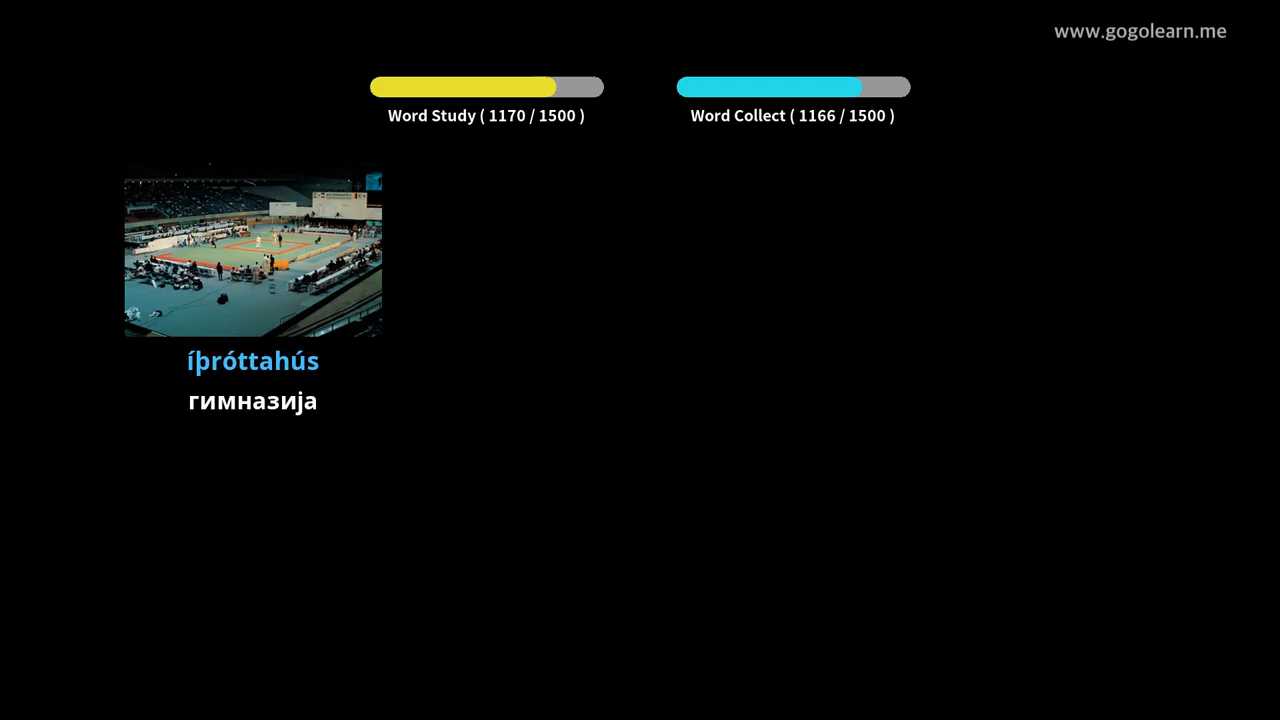 www.gogolearn.me
Word Study ( 1170 / 1500 )
Word Collect ( 1166 / 1500 )
íþróttahús
гимназија